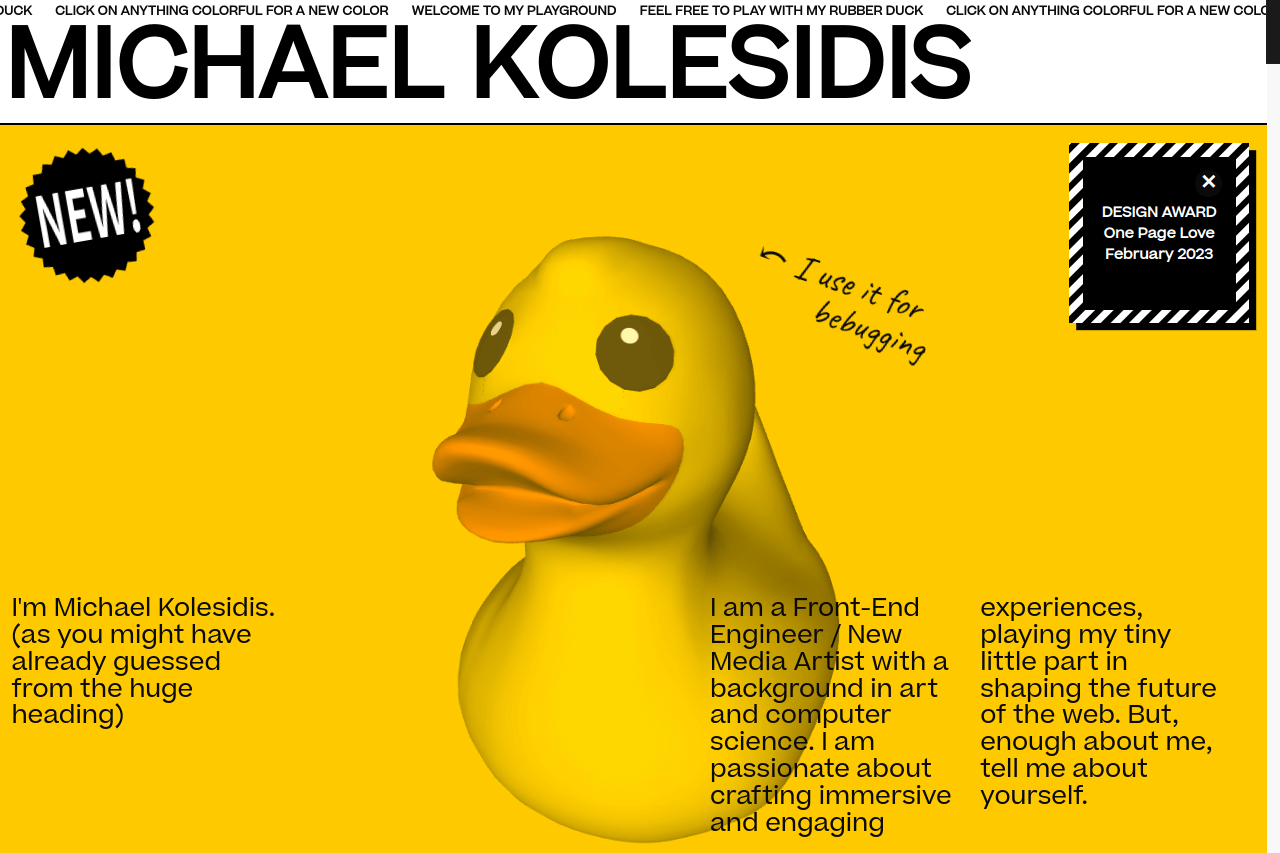 DUCK CLICK ON ANYTHING COLORFUL FOR A NEW COLOR WELCOME TO MY PLAYGROUND FEEL FREE TO PLAY WITH MY RUBBER DUCK CLICK ON ANYTHING COLORFUL FOR A NEW COLO
MICHAEL KOLESIDIS
NEW!
DESIGN AWARD
One Page Love
February 2023
I use it for
bebugging
I'm Michael Kolesidis.
(as you might have
already guessed
from the huge
heading)
I am a Front-End
Engineer / New
Media Artist with a
background in art
and computer
science. I am
passionate about
crafting immersive
and engaging
experiences,
playing my tiny
little part in
shaping the future
of the web. But,
enough about me,
tell me about
yourself.